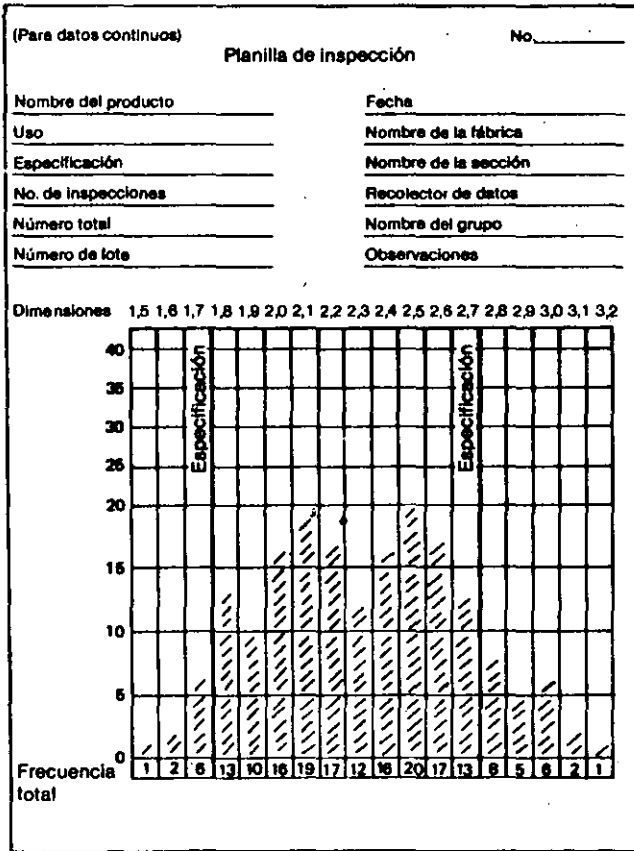 (Para datos continuos) No.
Planilla de inspección
Nombre del producto Fecha
Uso Nombre de la fábrica
Especificación Nombre de la sección
No. de inspecciones Recolector de datos
Número total Nombre del grupo
Número de lote Observaciones
Dimensiones 1,5 1,6 1,7 1,8 1,9 2,0 2,1 2,2 2,3 2,4 2,5 2,6 2,7 2,8 2,9 3,0 3,1 3,2
40
35
30
25
20
15
10
5
0
Especificación
Especificación
Frecuencia total 1 2 6 13 10 16 19 17 12 16 20 17 13 8 5 6 2 1